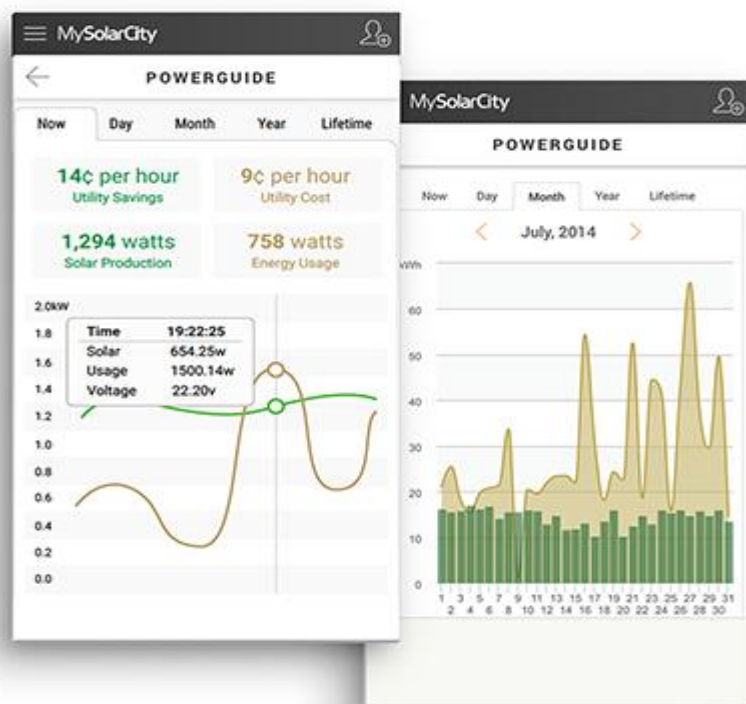 MySolarCity
POWERGUIDE
Now Day Month Year Lifetime
14¢ per hour
Utility Savings
9¢ per hour
Utility Cost
1,294 watts
Solar Production
758 watts
Energy Usage
2.0kW
1.8
1.6
1.4
1.2
1.0
0.8
0.6
0.4
0.2
0.0
Time 19:22:25
Solar 654.25w
Usage 1500.14w
Voltage 22.20v
MySolarCity
POWERGUIDE
Now Day Month Year Lifetime
July, 2014
60
50
40
30
20
10
0
1 3 5 7 9 11 13 15 17 19 21 23 25 27 29 31
2 4 6 8 10 12 14 16 18 20 22 24 26 28 30